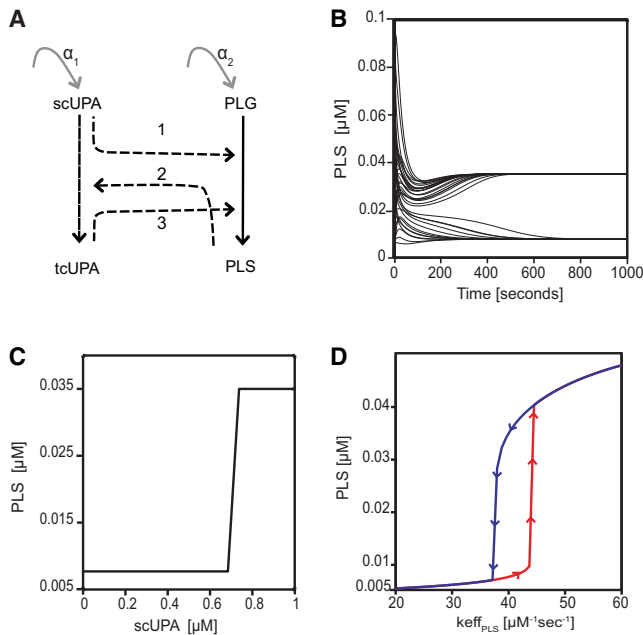 A
α1
α2
scUPA
PLG
1
2
3
tcUPA
PLS
B
0.1
0.08
0.06
0.04
0.02
0
PLS [µM]
0 200 400 600 800 1000
Time [seconds]
C
0.035
0.025
0.015
0.005
PLS [µM]
0 0.2 0.4 0.6 0.8 1
scUPA [µM]
D
0.04
0.03
0.02
0.01
0.005
PLS [µM]
20 30 40 50 60
keffPLS [µM-1sec-1]